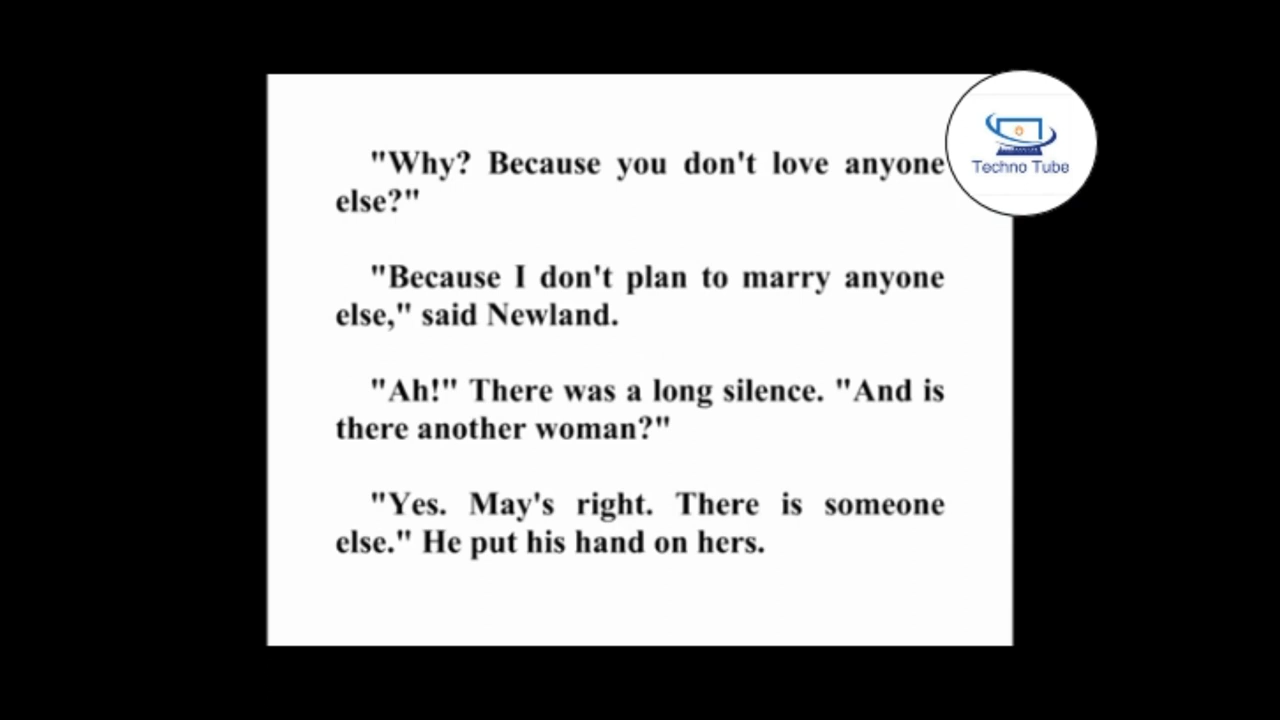 "Why? Because you don't love anyone
else?"
"Because I don't plan to marry anyone
else," said Newland.
"Ah!" There was a long silence. "And is
there another woman?"
"Yes. May's right. There is someone
else." He put his hand on hers.
Techno Tube